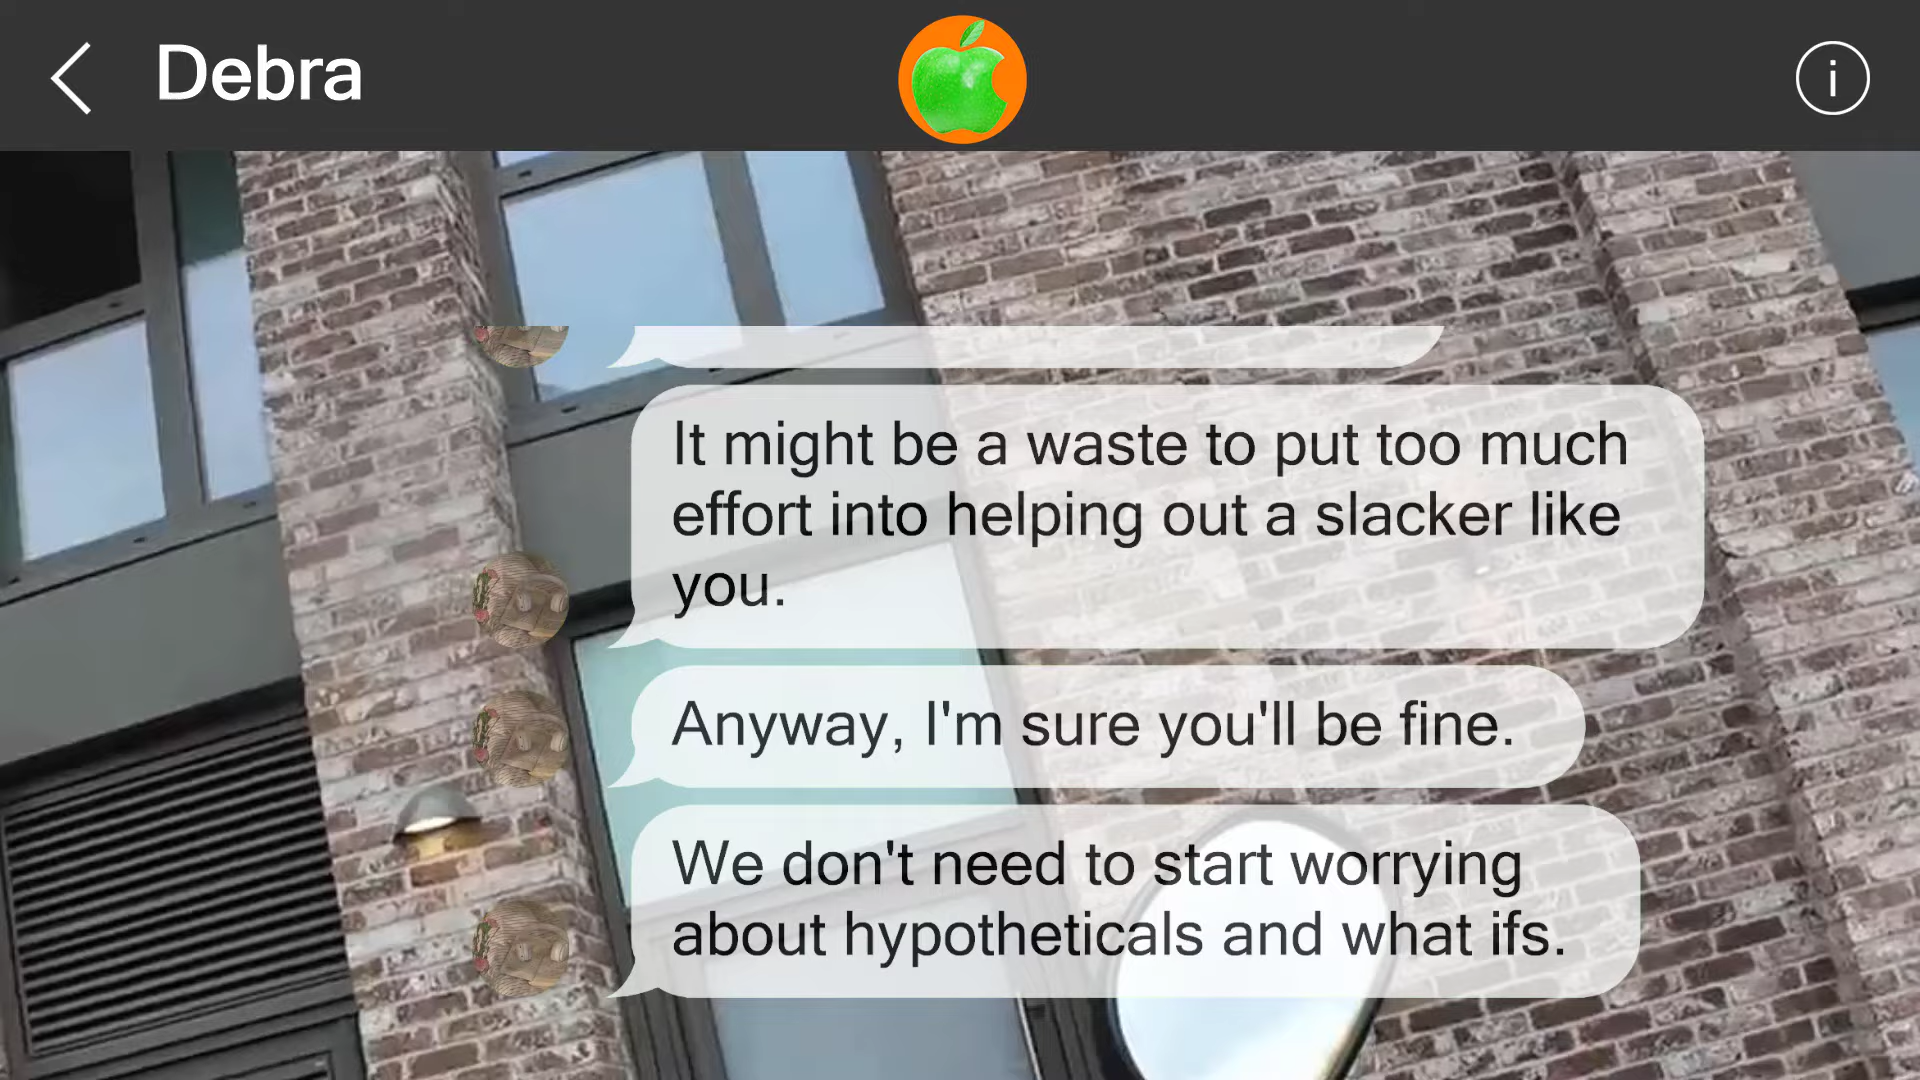 Debra
It might be a waste to put too much
effort into helping out a slacker like
you.
Anyway, I'm sure you'll be fine.
We don't need to start worrying
about hypotheticals and what ifs.